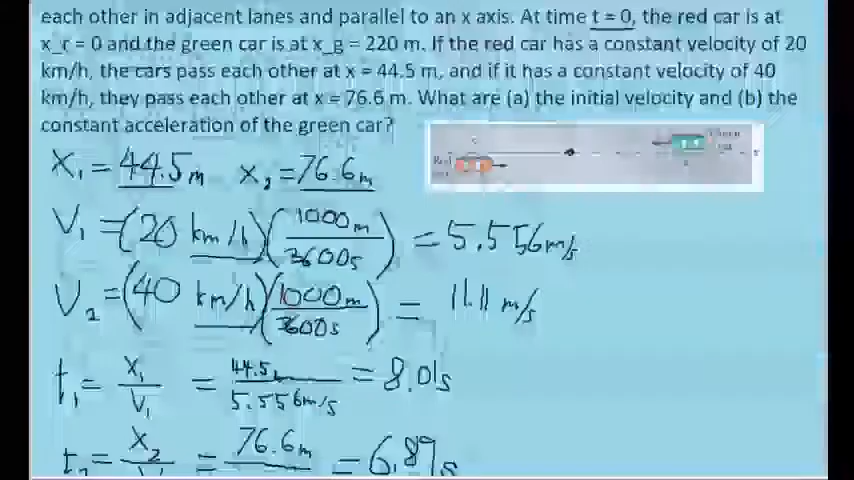 each other in adjacent lanes and parallel to an x axis. At time t = 0, the red car is at
x_r = 0 and the green car is at x_g = 220 m. If the red car has a constant velocity of 20
km/h, the cars pass each other at x = 44.5 m, and if it has a constant velocity of 40
km/h, they pass each other at x = 76.6 m. What are (a) the initial velocity and (b) the
constant acceleration of the green car?
Red
Green
car
x
X₁ = 44.5m X₂ = 76.6m
V₁ = (20 km/h)(1000m/3600s) = 5.556m/s
V₂ = (40 km/h)(1000m/3600s) = 11.11 m/s
t₁ = X₁/V₁ = 44.5/5.556m/s = 8.01s
t₂ = X₂/V = 76.6m = 6.89s